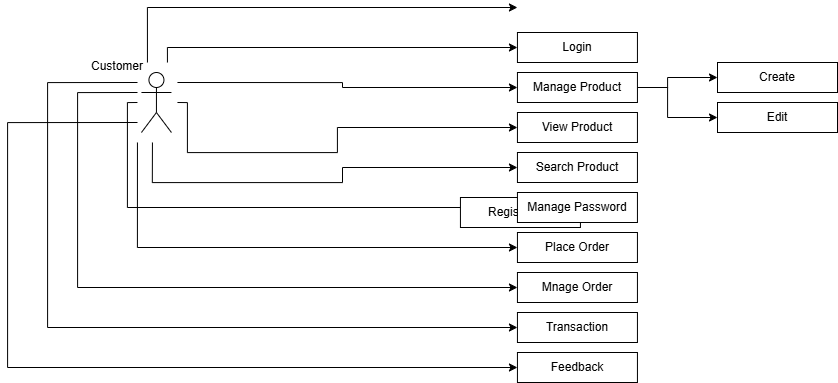 Customer
Login
Manage Product
Create
Edit
View Product
Search Product
Regis
Manage Password
Place Order
Mnage Order
Transaction
Feedback